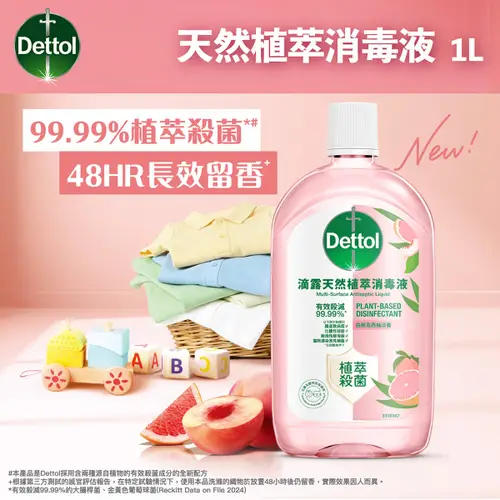 Dettol
天然植萃消毒液 1L
99.99%植萃殺菌*#
48HR長效留香+
New!
Dettol
滴露天然植萃消毒液
Multi-Surface Antiseptic Liquid
有效殺滅
99.99%
PLANT-BASED
DISINFECTANT
植萃
殺菌
A A B C
#本產品是Dettol採用含兩種源自植物的有效殺菌成分的全新配方
+根據第三方測試的感官評估報告，在特定試驗情況下，使用本品洗滌的織物於放置48小時後仍留香，實際效果因人而異。
*有效殺滅99.99%的大腸桿菌、金黃色葡萄球菌(Reckitt Data on File 2024)